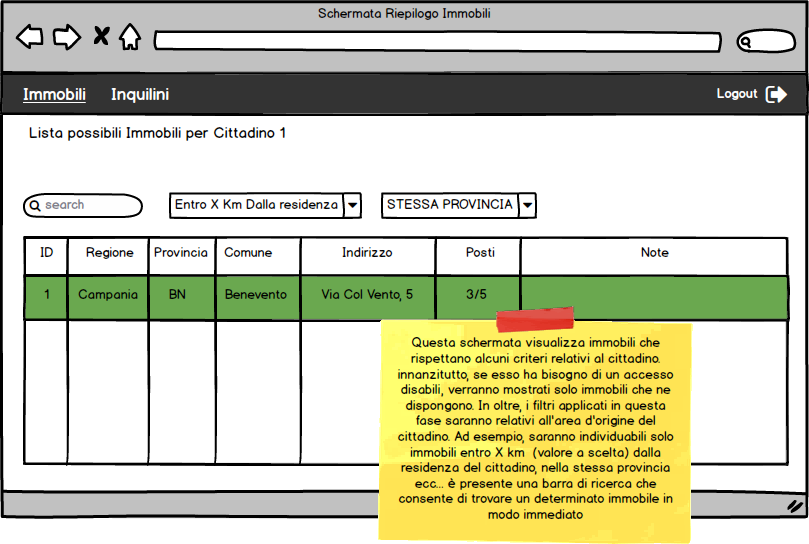 Schermata Riepilogo Immobili
Immobili Inquilini Logout
Lista possibili Immobili per Cittadino 1
search Entro X Km Dalla residenza STESSA PROVINCIA
ID Regione Provincia Comune Indirizzo Posti Note
1 Campania BN Benevento Via Col Vento, 5 3/5
Questa schermata visualizza immobili che
rispettano alcuni criteri relativi al cittadino.
innanzitutto, se esso ha bisogno di un accesso
disabili, verranno mostrati solo immobili che ne
dispongono. In oltre, i filtri applicati in questa
fase saranno relativi all'area d'origine del
cittadino. Ad esempio, saranno individuabili solo
immobili entro X km (valore a scelta) dalla
residenza del cittadino, nella stessa provincia
ecc... è presente una barra di ricerca che
consente di trovare un determinato immobile in
modo immediato